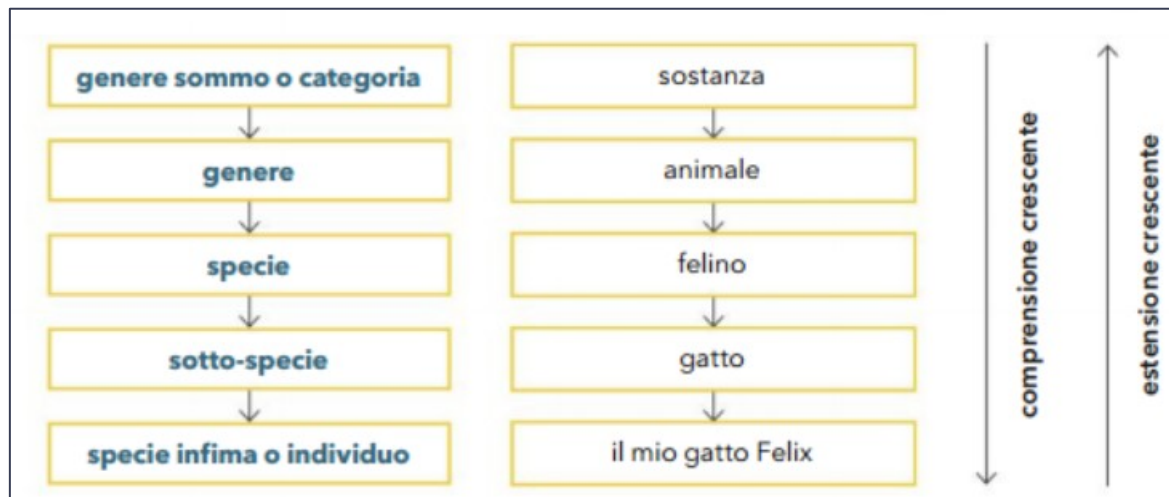 genere sommo o categoria
sostanza
genere
animale
specie
felino
sotto-specie
gatto
specie infima o individuo
il mio gatto Felix
comprensione crescente
estensione crescente